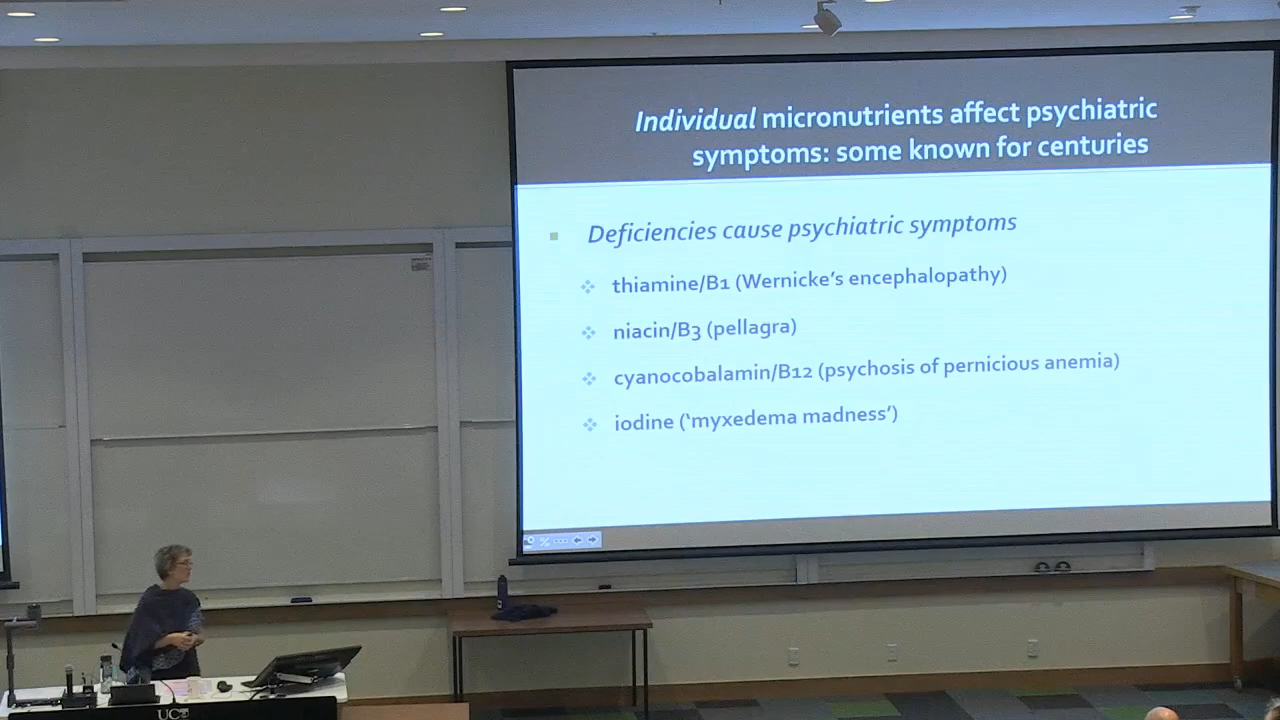 Individual micronutrients affect psychiatric
symptoms: some known for centuries
Deficiencies cause psychiatric symptoms
thiamine/B1 (Wernicke's encephalopathy)
niacin/B3 (pellagra)
cyanocobalamin/B12 (psychosis of pernicious anemia)
iodine ('myxedema madness')
UC